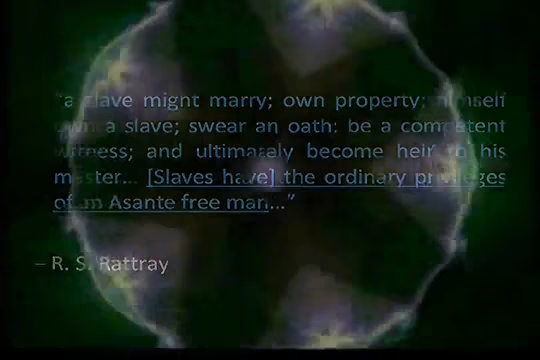 "a slave might marry; own property; himself
own a slave; swear an oath; be a competent
witness; and ultimately become heir to his
master... [Slaves have] the ordinary privileges
of an Asante free man..."
– R. S. Rattray